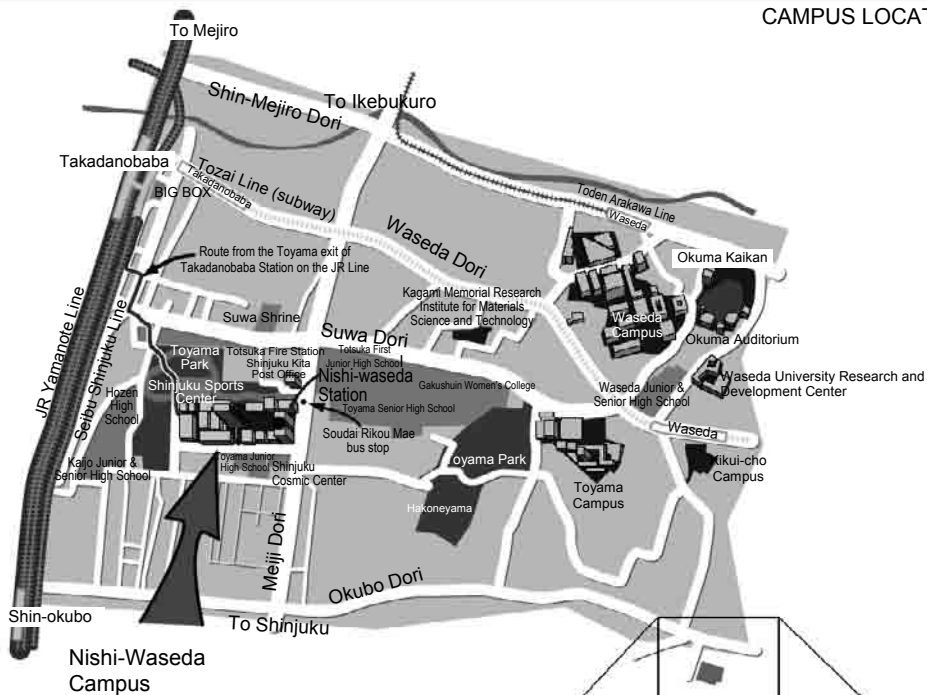 CAMPUS LOCAT
To Mejiro
Shin-Mejiro Dori
To Ikebukuro
Takadanobaba
Tozai Line (subway)
Takadanobaba
BIG BOX
Toden Arakawa Line
Waseda
Waseda Dori
Route from the Toyama exit of
Takadanobaba Station on the JR Line
Okuma Kaikan
Kagami Memorial Research
Institute for Materials
Science and Technology
Waseda
Campus
Suwa Shrine
Suwa Dori
Okuma Auditorium
JR Yamanote Line
Seibu Shinjuku Line
Toyama
Park
Totsuka Fire Station
Shinjuku Kita
Post Office
Totsuka First
Junior High School
Nishi-waseda
Station
Gakushuin Women's College
Waseda Junior &
Senior High School
Waseda University Research and
Development Center
Shinjuku Sports
Center
Hozen
High
School
Toyama Senior High School
Soudai Rikou Mae
bus stop
Waseda
Kaijo Junior &
Senior High School
Toyama Junior
High School
Shinjuku
Cosmic Center
Toyama Park
Toyama
Campus
Kikui-cho
Campus
Hakoneyama
Meiji Dori
Okubo Dori
Shin-okubo
To Shinjuku
Nishi-Waseda
Campus